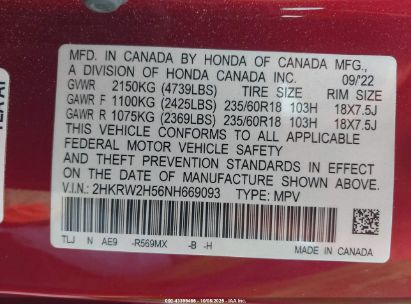 MFD. IN CANADA BY HONDA OF CANADA MFG.,
A DIVISION OF HONDA CANADA INC. 09/22
GVWR 2150KG (4739LBS) TIRE SIZE RIM SIZE
GAWR F 1100KG (2425LBS) 235/60R18 103H 18X7.5J
GAWR R 1075KG (2369LBS) 235/60R18 103H 18X7.5J
THIS VEHICLE CONFORMS TO ALL APPLICABLE
FEDERAL MOTOR VEHICLE SAFETY, BUMPER,
AND THEFT PREVENTION STANDARDS IN EFFECT ON
THE DATE OF MANUFACTURE SHOWN ABOVE.
V.I.N.: 2HKRW2H56NH669093 TYPE: MPV
TLJ N AE9 -R569MX -B -H
MADE IN CANADA